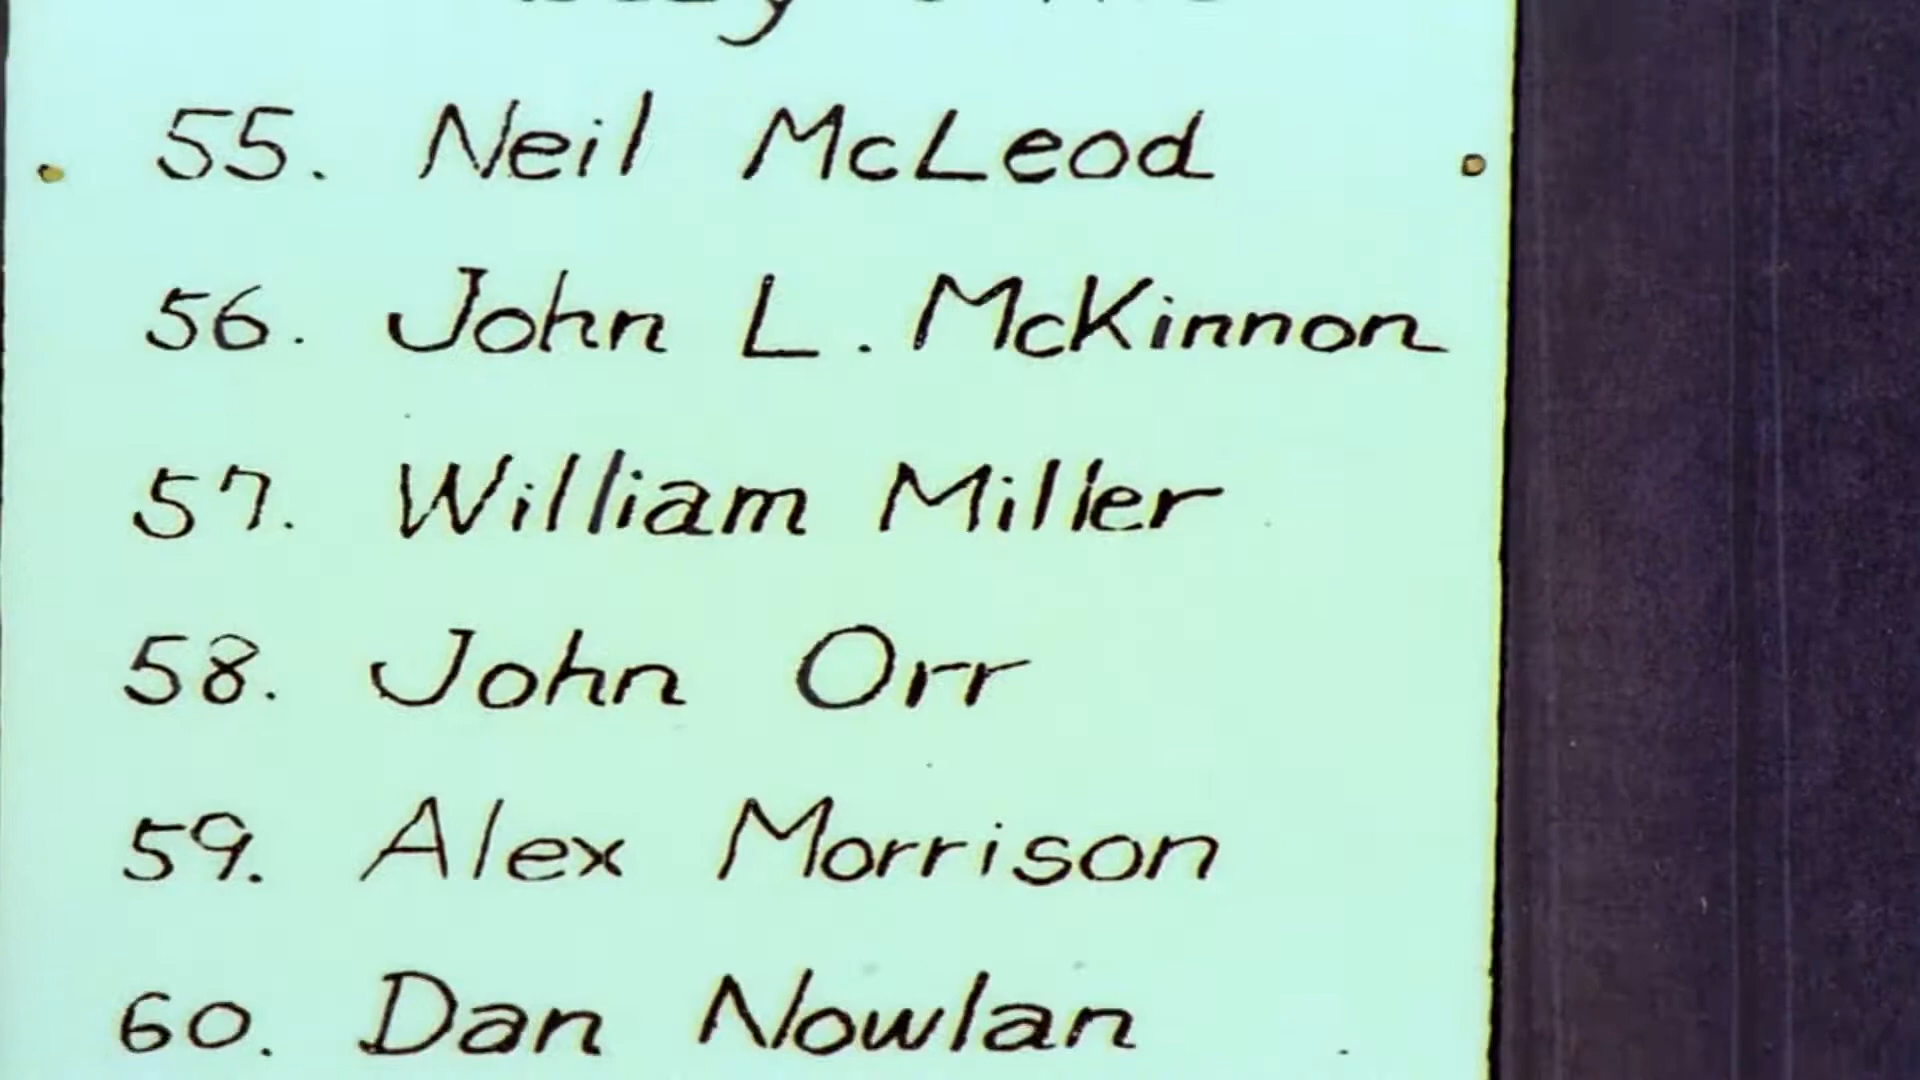 55. Neil McLeod
56. John L. McKinnon
57. William Miller
58. John Orr
59. Alex Morrison
60. Dan Nowlan